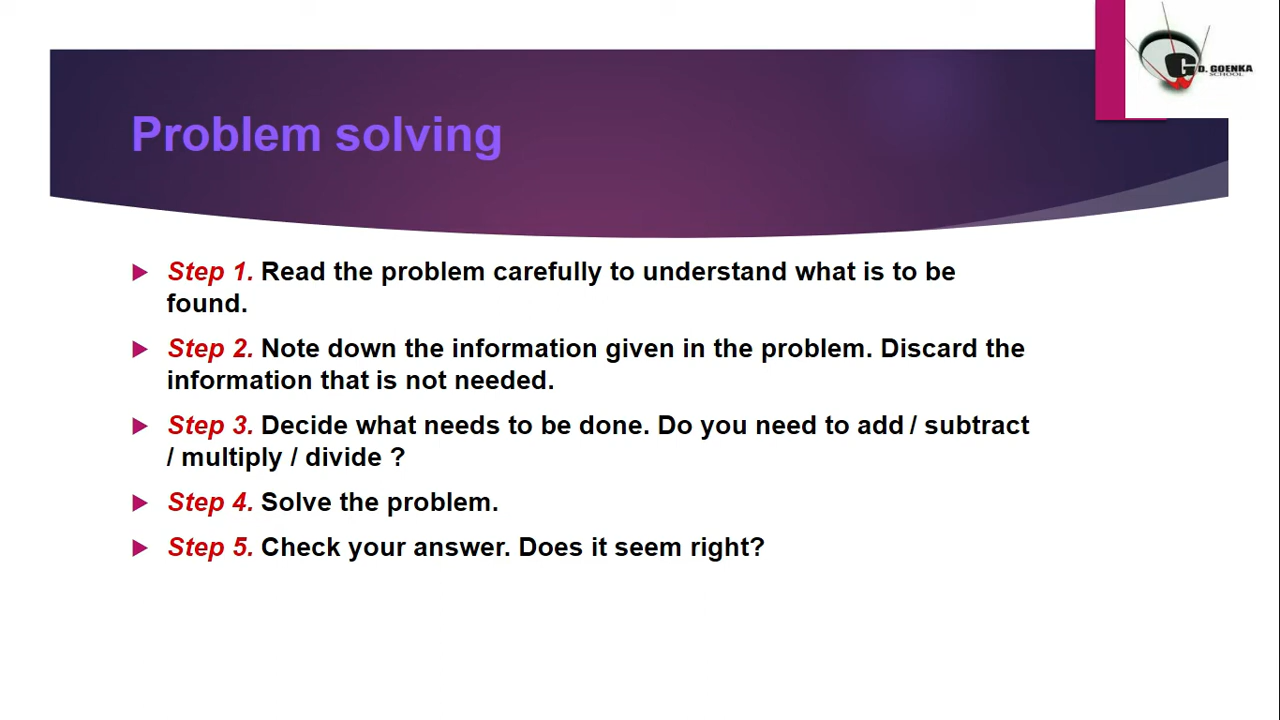 G D. GOENKA
SCHOOL
Problem solving
Step 1. Read the problem carefully to understand what is to be
found.
Step 2. Note down the information given in the problem. Discard the
information that is not needed.
Step 3. Decide what needs to be done. Do you need to add / subtract
/ multiply / divide ?
Step 4. Solve the problem.
Step 5. Check your answer. Does it seem right?